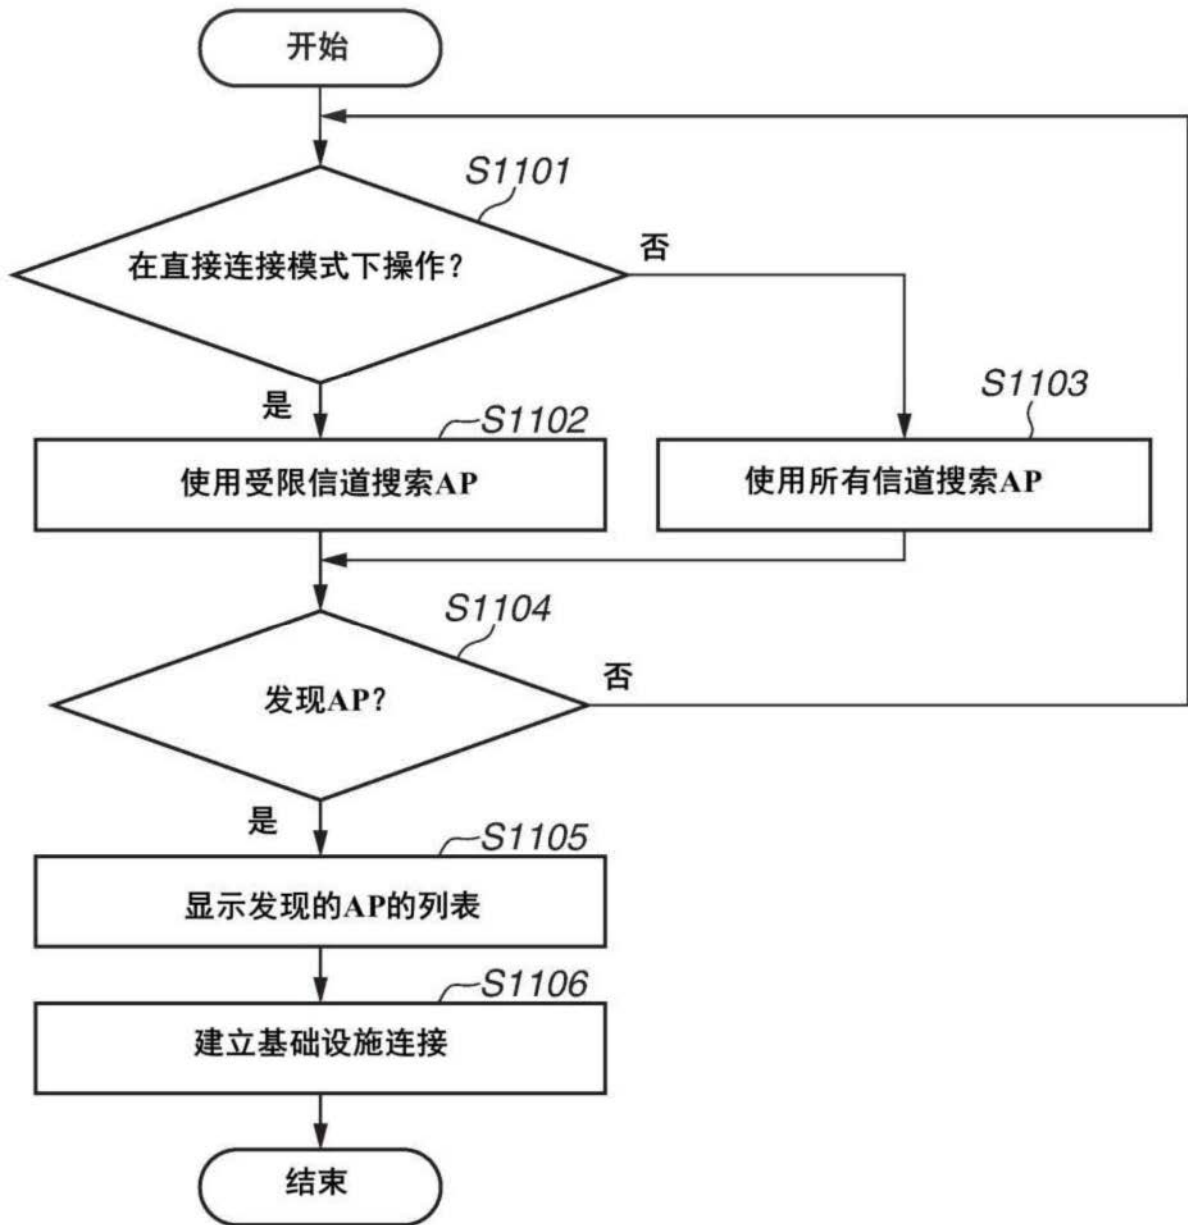 开始
S1101
在直接连接模式下操作？
否
是
S1102
S1103
使用受限信道搜索AP
使用所有信道搜索AP
S1104
发现AP？
否
是
S1105
显示发现的AP的列表
S1106
建立基础设施连接
结束